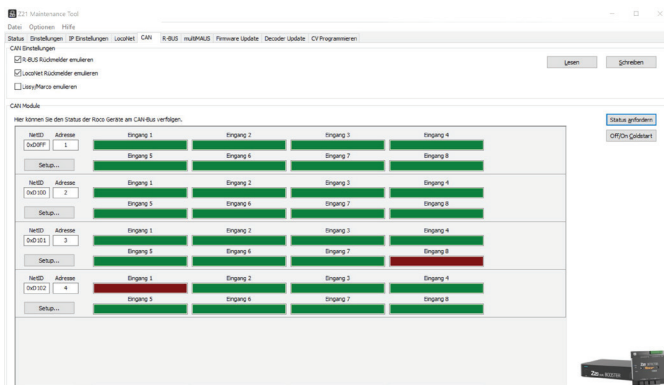 Z21 Maintenance Tool
Datei Optionen Hilfe
Status Einstellungen IP Einstellungen LocoNet CAN R-BUS multiMAUS Firmware Update Decoder Update CV Programmieren
CAN Einstellungen
R-BUS Rückmelder emulieren
Lesen Schreiben
LocoNet Rückmelder emulieren
Lissy/Marco emulieren
CAN Module
Hier können Sie den Status der Roco Geräte am CAN-Bus verfolgen.
Status anfordern
Off/On Coldstart
NetID Adresse Eingang 1 Eingang 2 Eingang 3 Eingang 4
0xD0FF 1
Eingang 5 Eingang 6 Eingang 7 Eingang 8
Setup...
NetID Adresse Eingang 1 Eingang 2 Eingang 3 Eingang 4
0xD100 2
Eingang 5 Eingang 6 Eingang 7 Eingang 8
Setup...
NetID Adresse Eingang 1 Eingang 2 Eingang 3 Eingang 4
0xD101 3
Eingang 5 Eingang 6 Eingang 7 Eingang 8
Setup...
NetID Adresse Eingang 1 Eingang 2 Eingang 3 Eingang 4
0xD102 4
Eingang 5 Eingang 6 Eingang 7 Eingang 8
Setup...